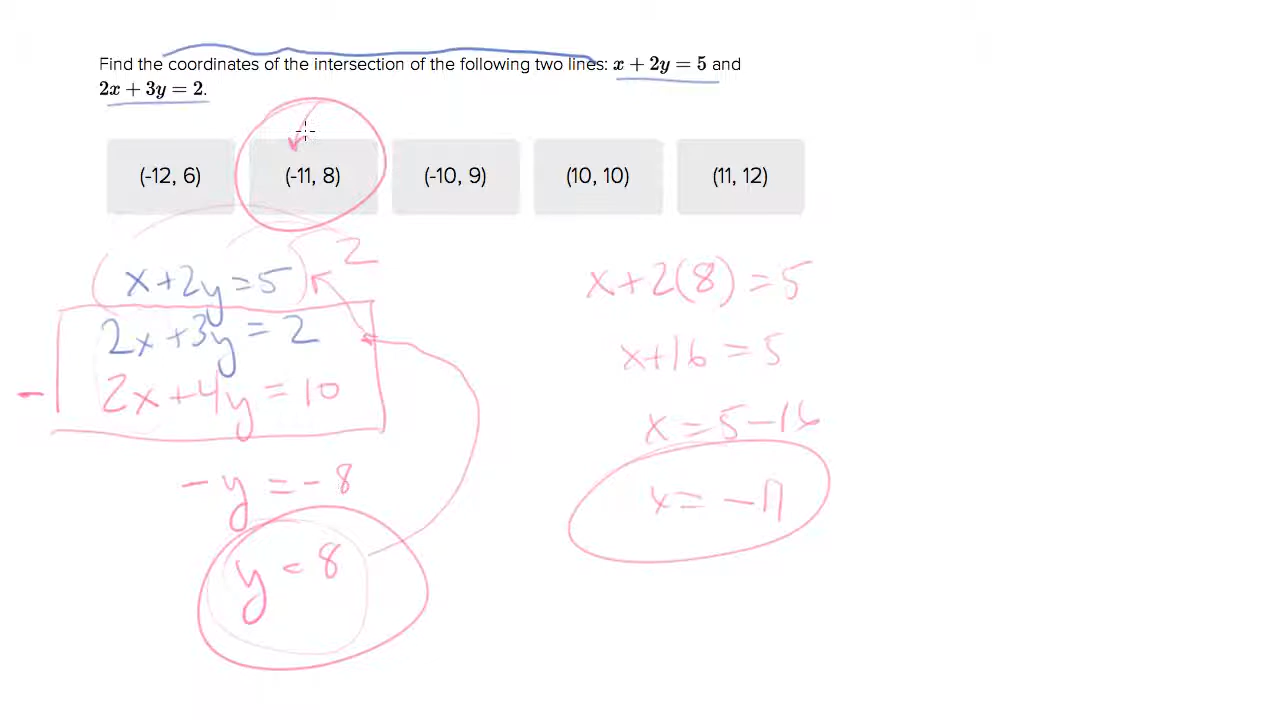 Find the coordinates of the intersection of the following two lines: x + 2y = 5 and
2x + 3y = 2.
(-12, 6) (-11, 8) (-10, 9) (10, 10) (11, 12)
2
x+2y=5
2x+3y=2
- 2x+4y=10
-y=-8
y=8
x+2(8)=5
x+16=5
x=5-16
x=-11